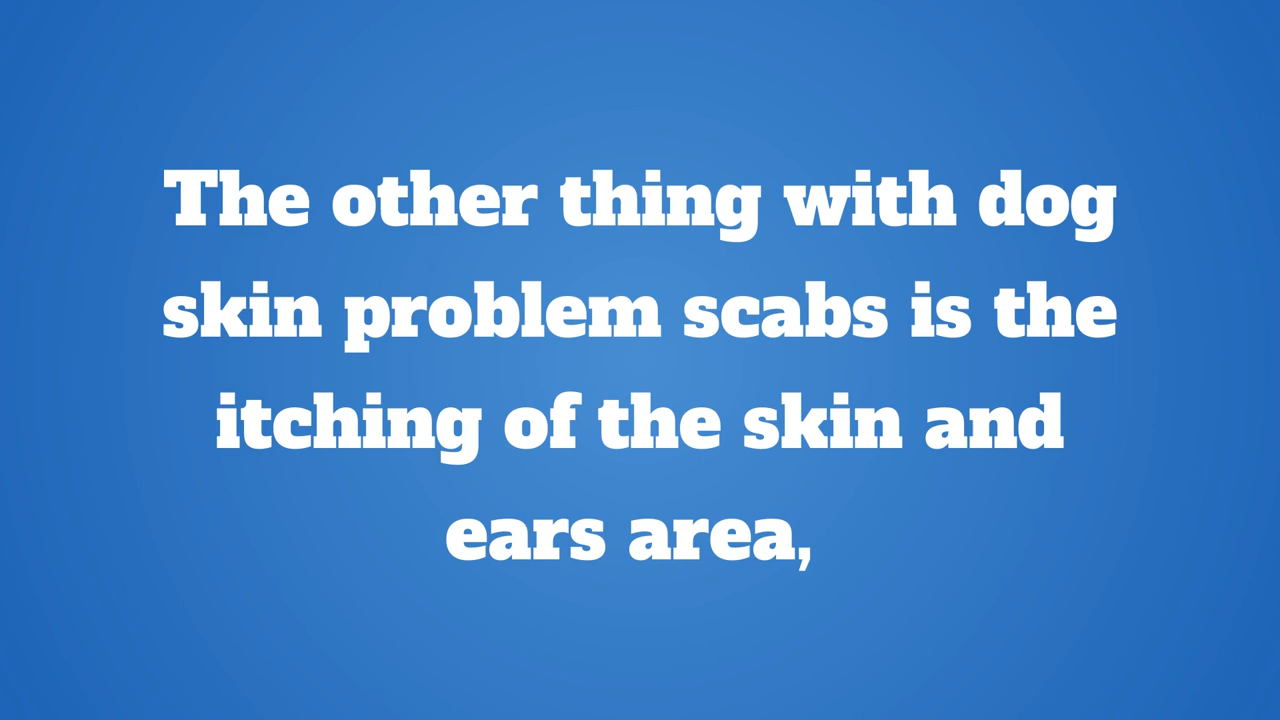 The other thing with dog
skin problem scabs is the
itching of the skin and
ears area,